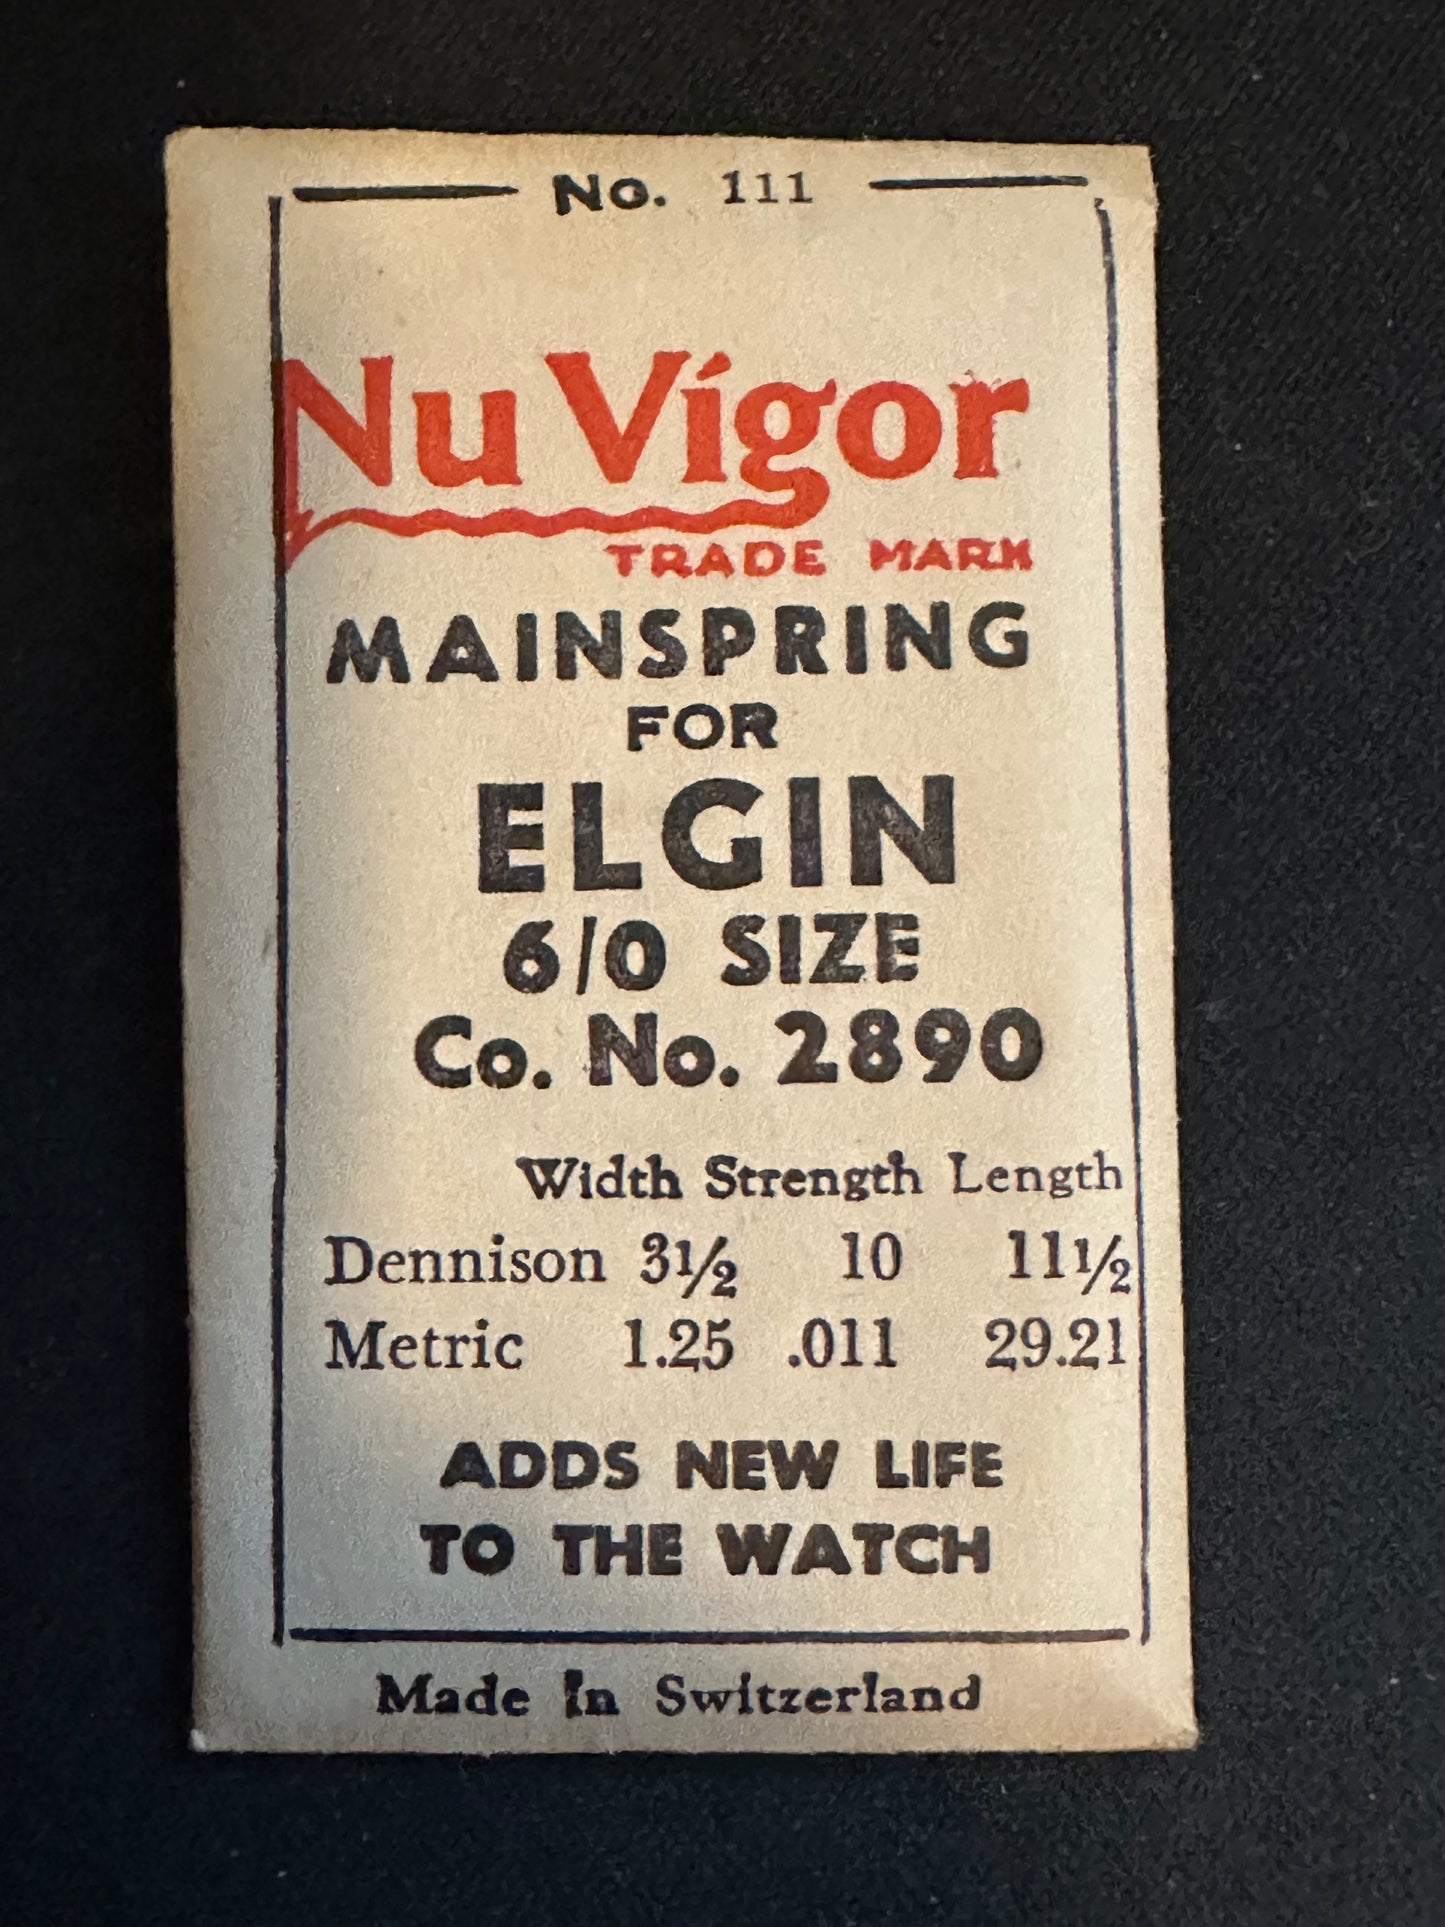 No. 111
Nu Vigor
TRADE MARK
MAINSPRING
FOR
ELGIN
6/0 SIZE
Co. No. 2890
Width Strength Length
Dennison 3½ 10 11½
Metric 1.25 .011 29.21
ADDS NEW LIFE
TO THE WATCH
Made In Switzerland